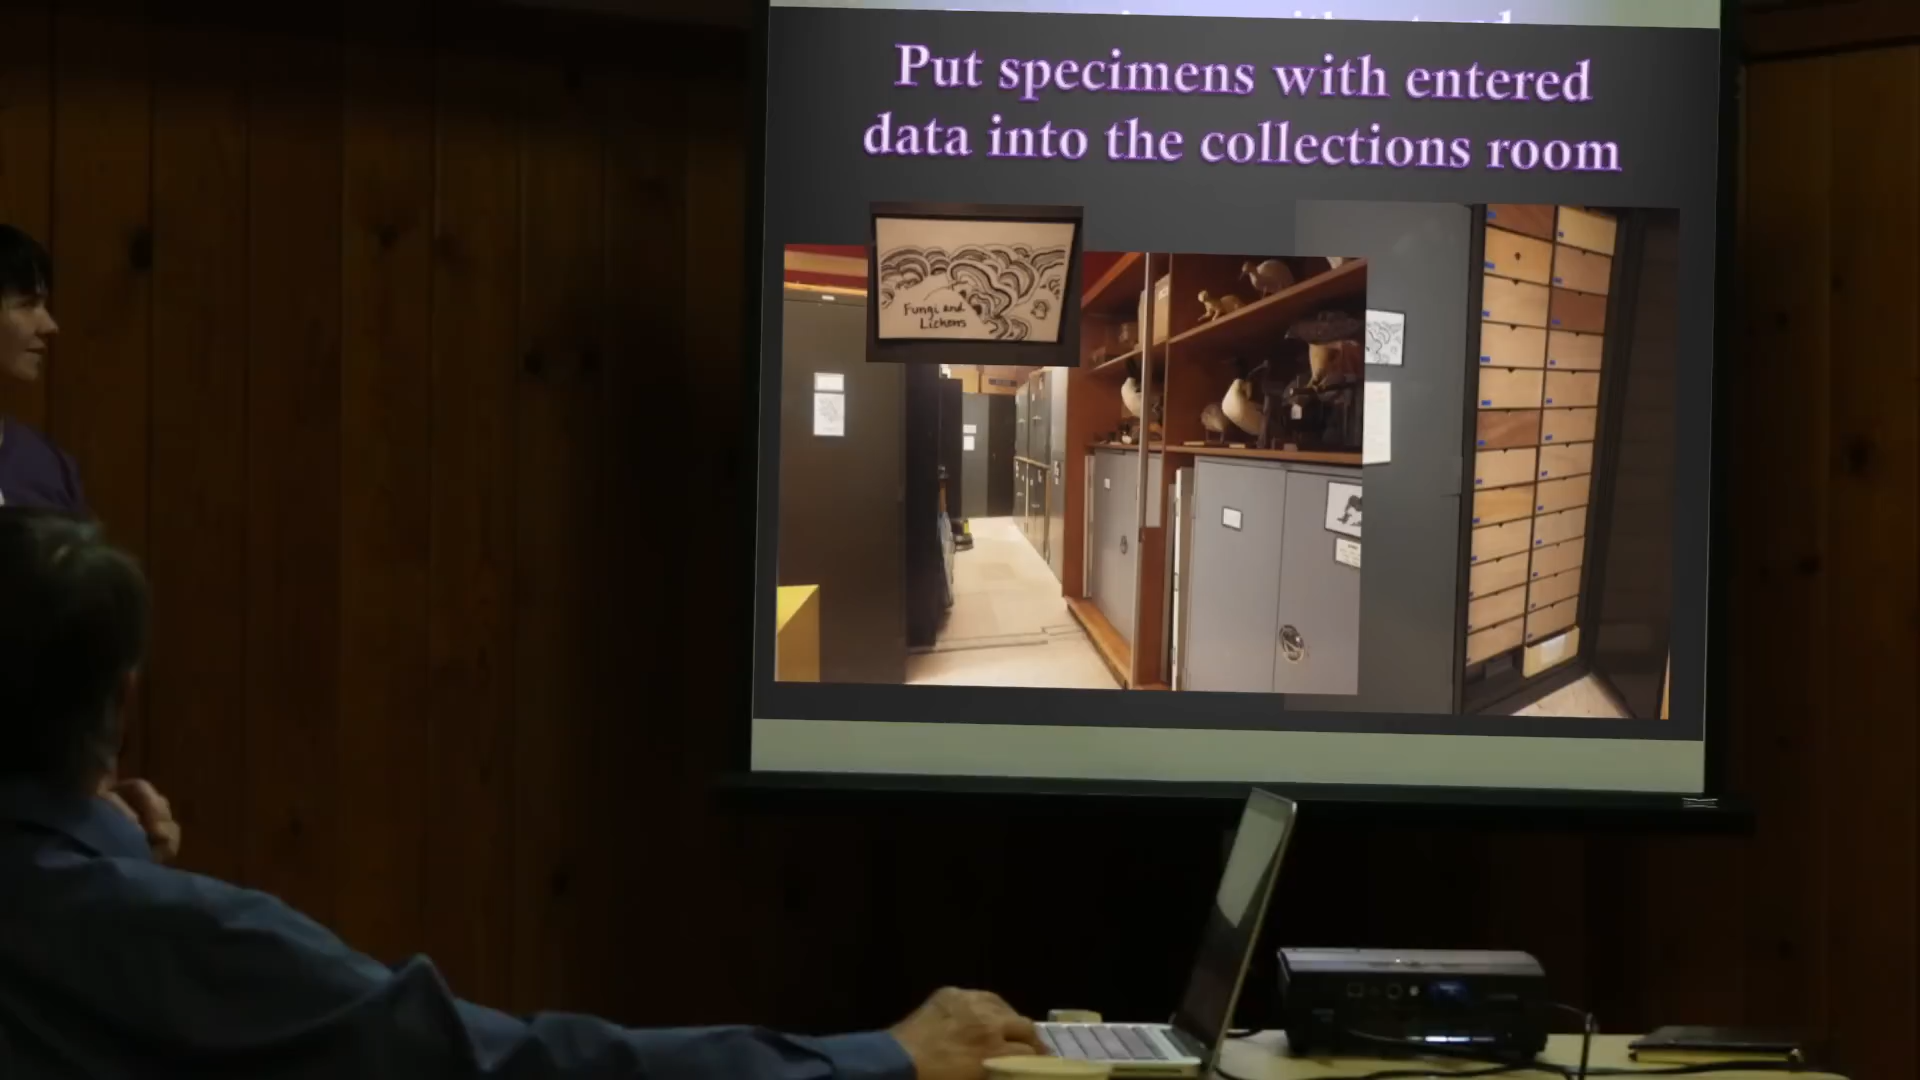 Put specimens with entered
data into the collections room
Fungi and
Lichens